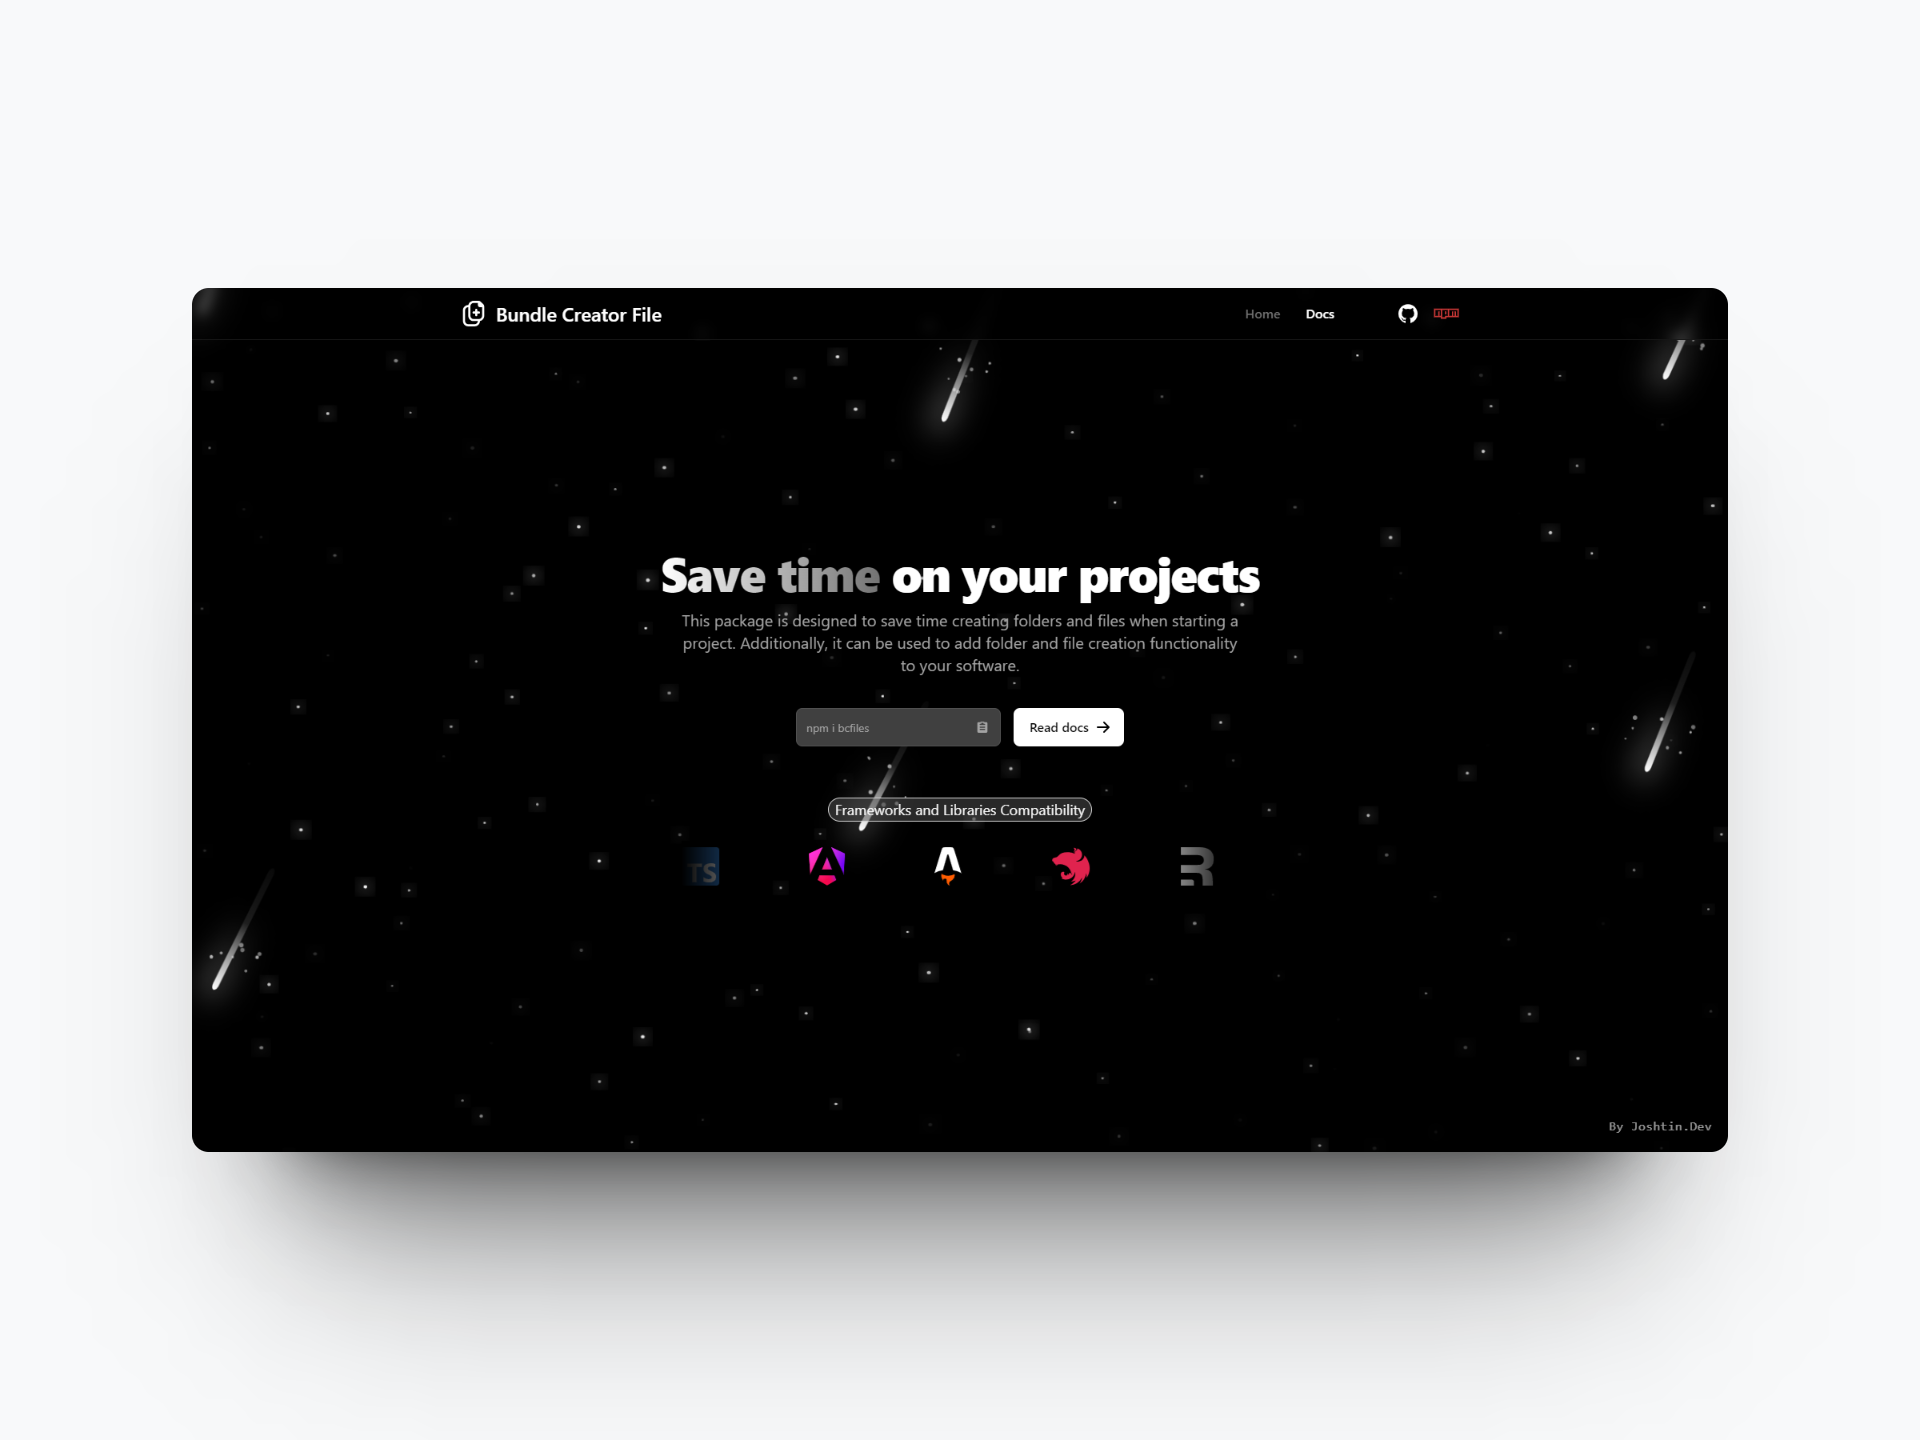 Bundle Creator File
Home
Docs
npm
Save time on your projects
This package is designed to save time creating folders and files when starting a
project. Additionally, it can be used to add folder and file creation functionality
to your software.
npm i bcfiles
Read docs
Frameworks and Libraries Compatibility
TS
By Joshtin.Dev